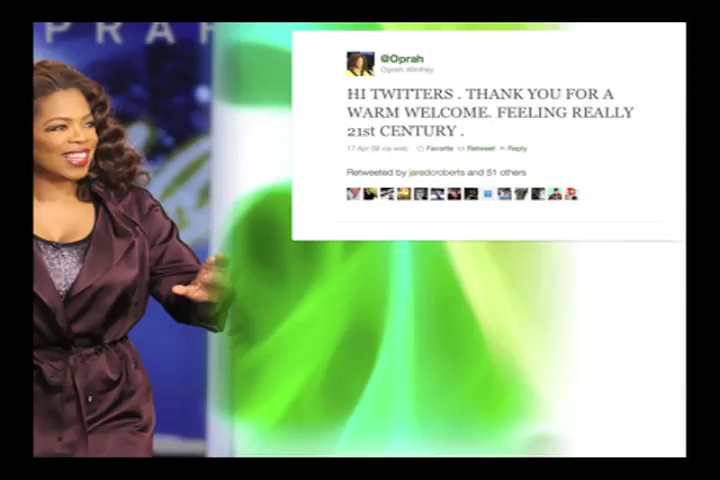 PRAH
@Oprah
Oprah Winfrey
HI TWITTERS . THANK YOU FOR A
WARM WELCOME. FEELING REALLY
21st CENTURY .
17 Apr 09 via web Favorite Retweet Reply
Retweeted by jaredcroberts and 51 others